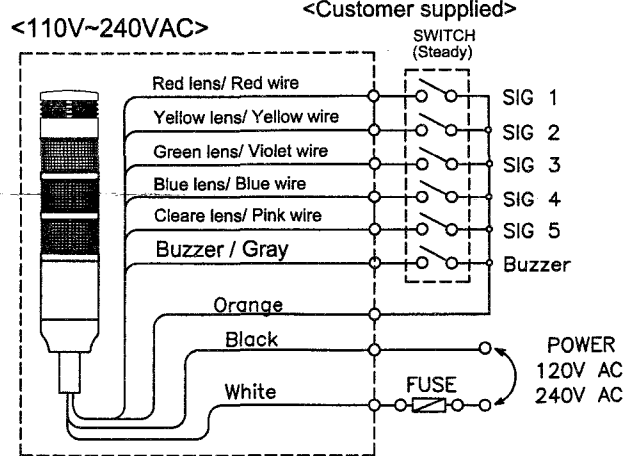 <Customer supplied>
<110V~240VAC>
SWITCH
(Steady)
Red lens/ Red wire
SIG 1
Yellow lens/ Yellow wire
SIG 2
Green lens/ Violet wire
SIG 3
Blue lens/ Blue wire
SIG 4
Cleare lens/ Pink wire
SIG 5
Buzzer / Gray
Buzzer
Orange
Black
POWER
120V AC
240V AC
White
FUSE